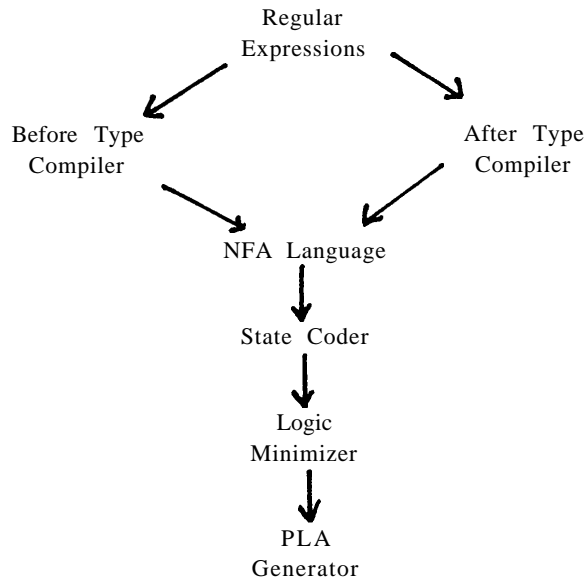 Regular
Expressions
Before Type
Compiler
After Type
Compiler
NFA Language
State Coder
Logic
Minimizer
PLA
Generator